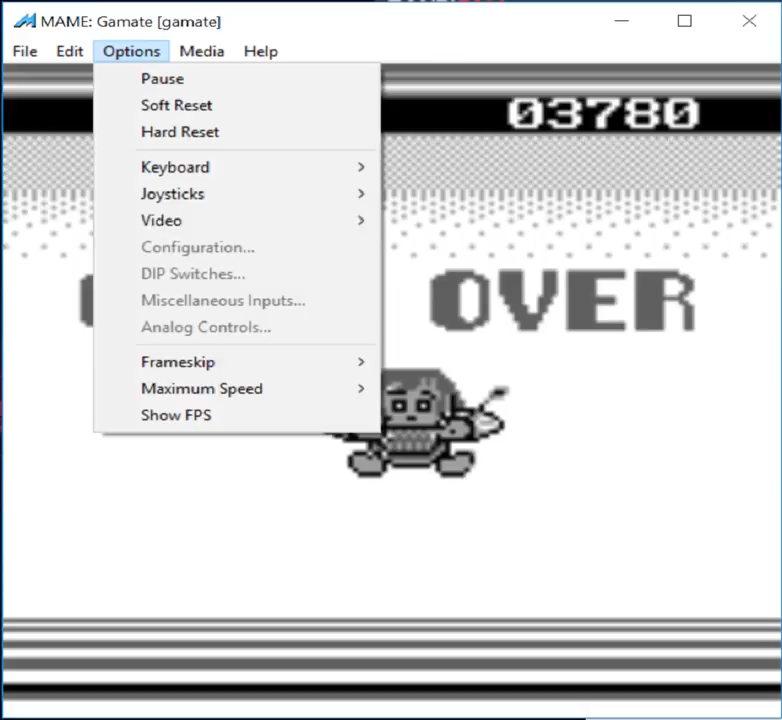 MAME: Gamate [gamate]
File Edit Options Media Help
Pause
Soft Reset
Hard Reset
Keyboard
Joysticks
Video
Configuration...
DIP Switches...
Miscellaneous Inputs...
Analog Controls...
Frameskip
Maximum Speed
Show FPS
03780
OVER